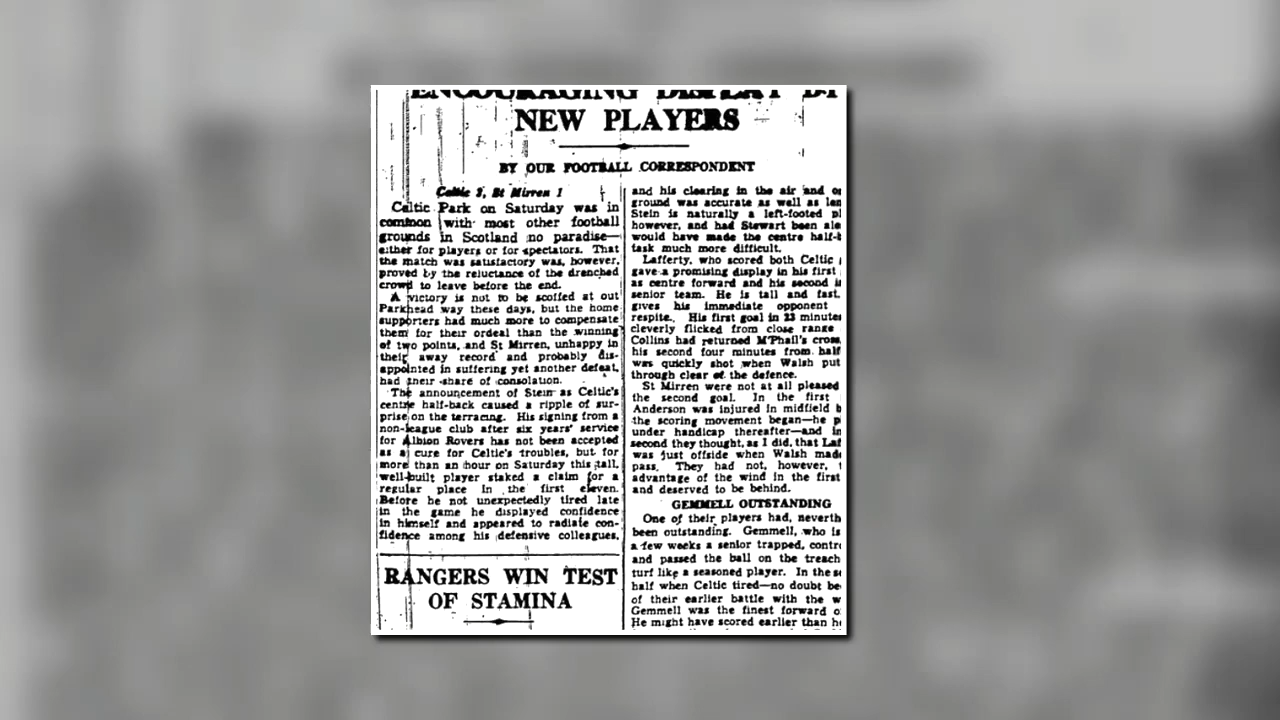 ENCOURAGING DISPLAY BY
NEW PLAYERS
BY OUR FOOTBALL CORRESPONDENT
Celtic 2, St Mirren 1
Celtic Park on Saturday was in
common with most other football
grounds in Scotland no paradise—
either for players or for spectators. That
the match was satisfactory was, however,
proved by the reluctance of the drenched
crowd to leave before the end.
A victory is not to be scoffed at out
Parkhead way these days, but the home
supporters had much more to compensate
them for their ordeal than the winning
of two points, and St Mirren, unhappy in
their away record and probably dis-
appointed in suffering yet another defeat,
had their share of consolation.
The announcement of Stein as Celtic's
centre half-back caused a ripple of sur-
prise on the terracing. His signing from a
non-league club after six years' service
for Albion Rovers has not been accepted
as a cure for Celtic's troubles, but for
more than an hour on Saturday this tall,
well-built player staked a claim for a
regular place in the first eleven.
Before he not unexpectedly tired late
in the game he displayed confidence
in himself and appeared to radiate con-
fidence among his defensive colleagues,
RANGERS WIN TEST
OF STAMINA
and his clearing in the air and
ground was accurate as well as
Stein is naturally a left-footed
however, and had Stewart been
would have made the centre half-
task much more difficult.
Lafferty, who scored both Celtic
gave a promising display in his first
as centre forward and his second
senior team. He is tall and fast,
gives his immediate opponent
respite. His first goal in 23
cleverly flicked from close range
Collins had returned M'Phail's cross,
his second four minutes from half
was quickly shot when Walsh put
through clear of the defence.
St Mirren were not at all pleased
the second goal. In the first
Anderson was injured in midfield
the scoring movement began—he
under handicap thereafter—and
second they thought, as I did, that
was just offside when Walsh made
pass. They had not, however,
advantage of the wind in the first
and deserved to be behind.
GEMMELL OUTSTANDING
One of their players had,
been outstanding. Gemmell, who is
a few weeks a senior trapped,
and passed the ball on the
turf like a seasoned player. In the
half when Celtic tired—no doubt
of their earlier battle with the
Gemmell was the finest forward
He might have scored earlier than